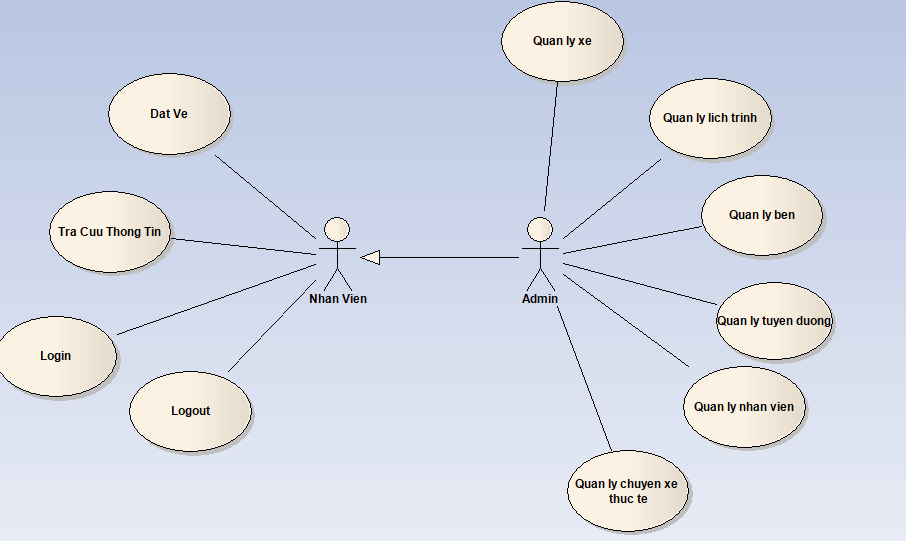 Quan ly xe
Dat Ve
Quan ly lich trinh
Quan ly ben
Tra Cuu Thong Tin
Nhan Vien
Admin
Quan ly tuyen duong
Login
Logout
Quan ly nhan vien
Quan ly chuyen xe
thuc te